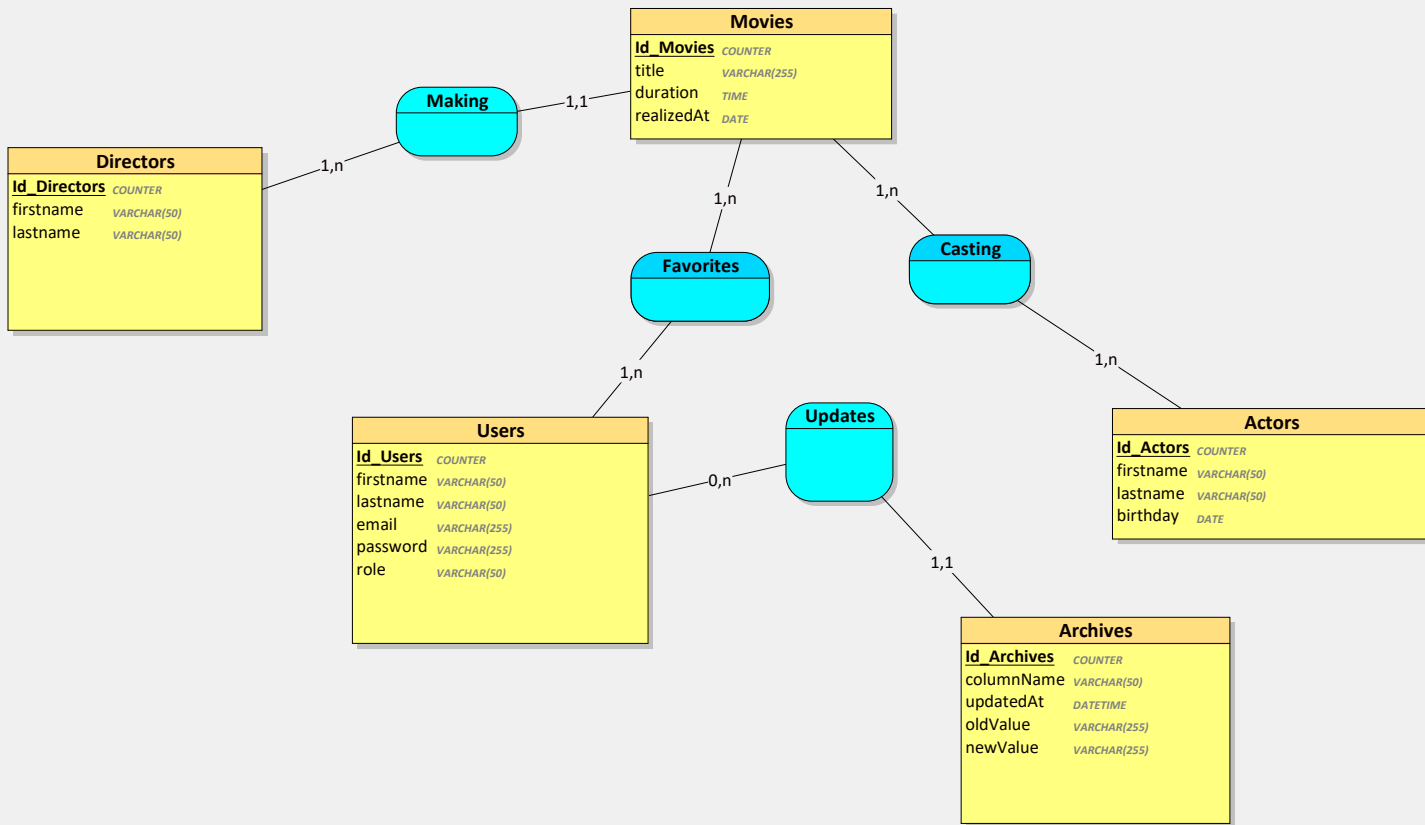 Movies
Id_Movies COUNTER
title VARCHAR(255)
duration TIME
realizedAt DATE
Making
1,1
1,n
Directors
Id_Directors COUNTER
firstname VARCHAR(50)
lastname VARCHAR(50)
1,n
1,n
Favorites
Casting
1,n
1,n
Users
Id_Users COUNTER
firstname VARCHAR(50)
lastname VARCHAR(50)
email VARCHAR(255)
password VARCHAR(255)
role VARCHAR(50)
Updates
0,n
1,1
Actors
Id_Actors COUNTER
firstname VARCHAR(50)
lastname VARCHAR(50)
birthday DATE
Archives
Id_Archives COUNTER
columnName VARCHAR(50)
updatedAt DATETIME
oldValue VARCHAR(255)
newValue VARCHAR(255)